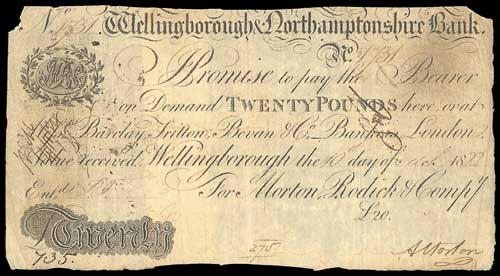 No. 1731 Wellingborough & Northamptonshire Bank.
No. 1731
I Promise to pay the Bearer
on Demand TWENTY POUNDS here, or at
Barclay, Tritton, Bevan & Co. Bankers London
value received. Wellingborough the 10 day of 1822
Entd.
For Morton, Rodick & Compy.
£20.
Twenty
735.
275
A Morton